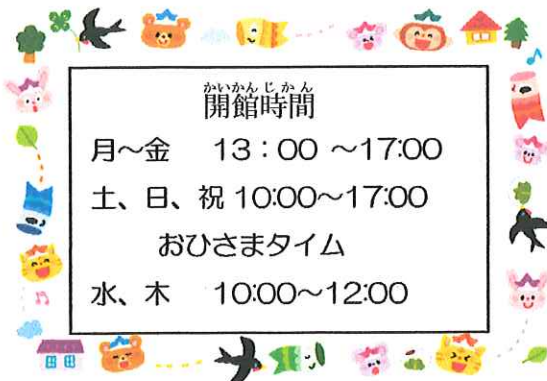 かいかんじかん
開館時間
月～金 13：00 ～17:00
土、日、祝 10:00～17:00
おひさまタイム
水、木 10:00～12:00